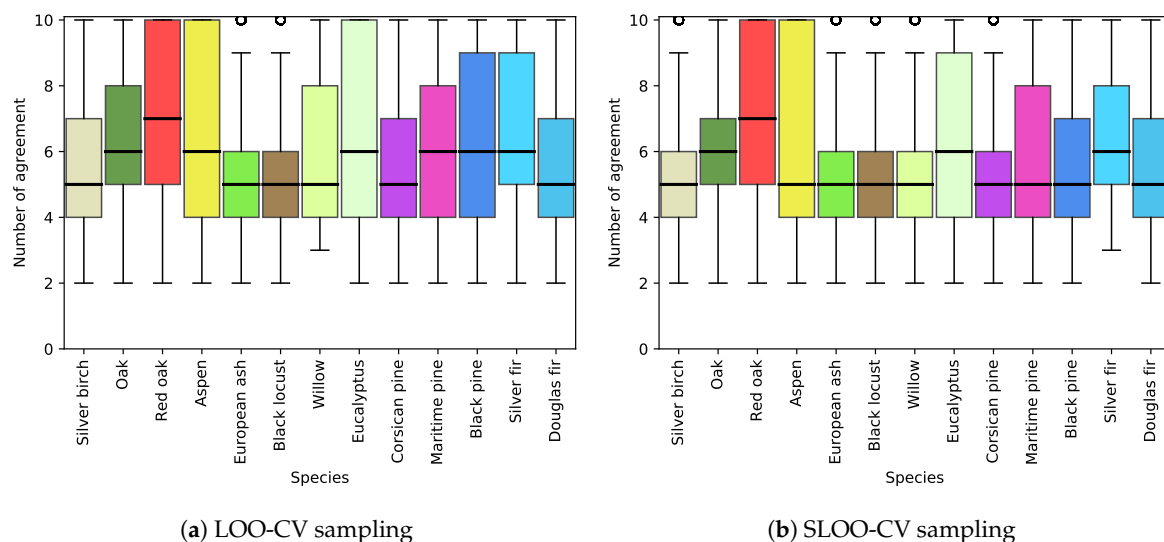 10
8
6
4
2
0
Number of agreement
Silver birch
Oak
Red oak
Aspen
European ash
Black locust
Willow
Eucalyptus
Corsican pine
Maritime pine
Black pine
Silver fir
Douglas fir
Species
(a) LOO-CV sampling
10
8
6
4
2
0
Number of agreement
Silver birch
Oak
Red oak
Aspen
European ash
Black locust
Willow
Eucalyptus
Corsican pine
Maritime pine
Black pine
Silver fir
Douglas fir
Species
(b) SLOO-CV sampling